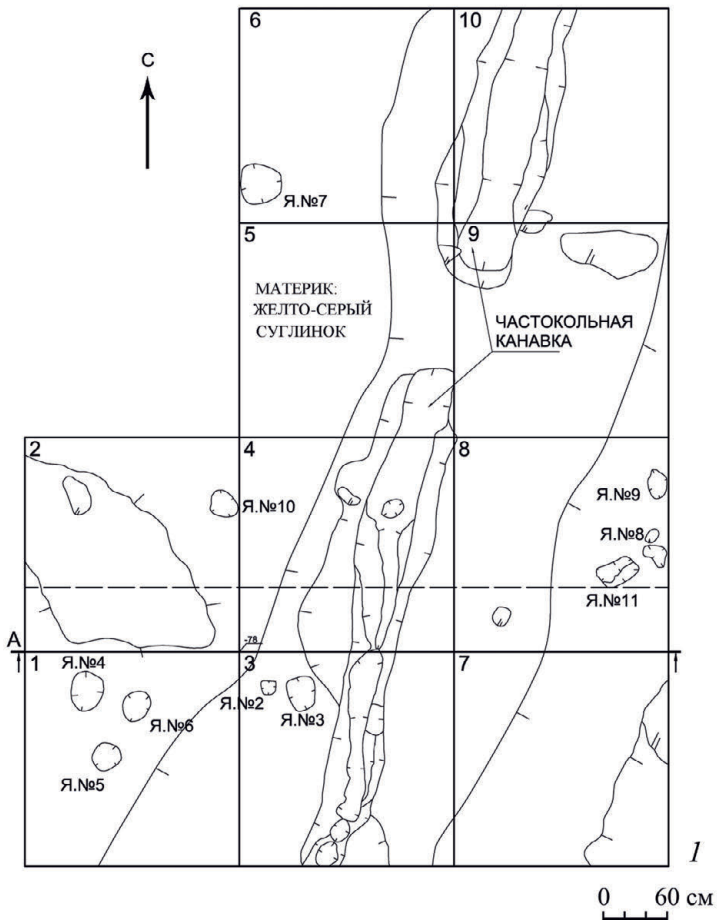 6
10
С
Я.№7
5
9
МАТЕРИК:
ЖЕЛТО-СЕРЫЙ
СУГЛИНОК
ЧАСТОКОЛЬНАЯ
КАНАВКА
2
4
8
Я.№10
Я.№9
Я.№8
Я.№11
А
-78
1
3
7
Я.№4
Я.№2
Я.№3
Я.№6
Я.№5
1
0 60 см